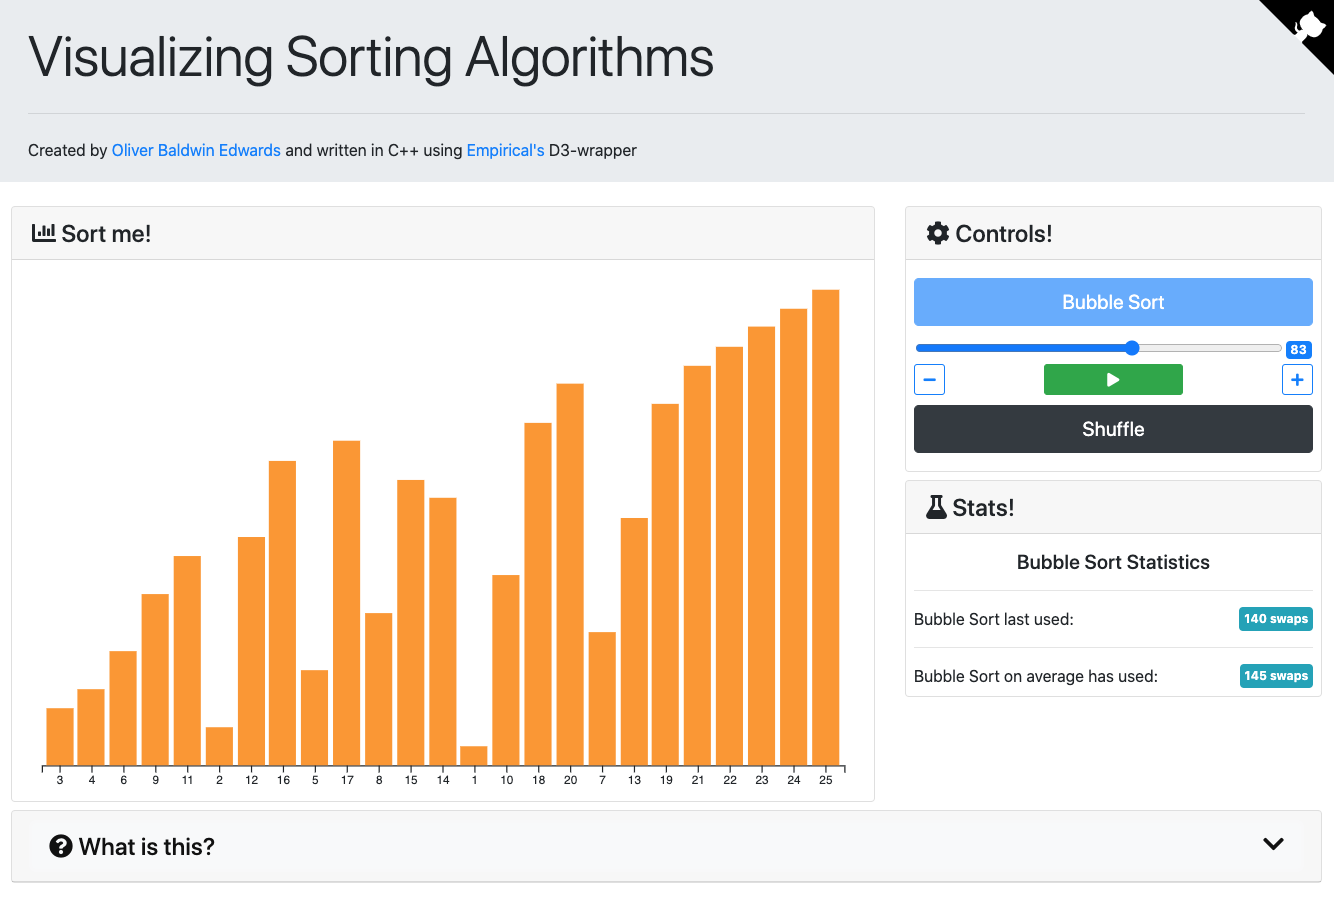 Visualizing Sorting Algorithms
Created by Oliver Baldwin Edwards and written in C++ using Empirical's D3-wrapper
Sort me!
3 4 6 9 11 2 12 16 5 17 8 15 14 1 10 18 20 7 13 19 21 22 23 24 25
Controls!
Bubble Sort
83
Shuffle
Stats!
Bubble Sort Statistics
Bubble Sort last used: 140 swaps
Bubble Sort on average has used: 145 swaps
What is this?